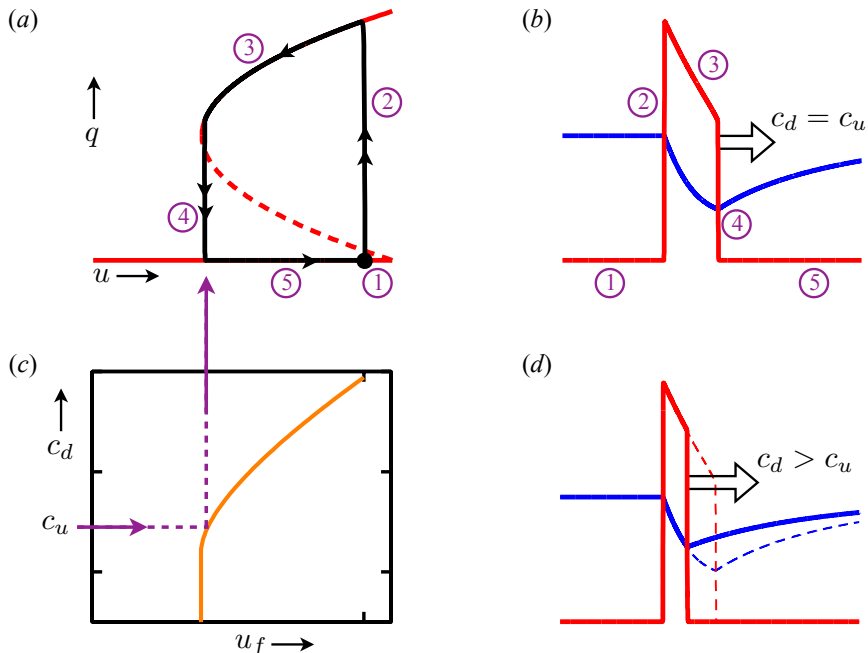 (a)
(b)
③
②
q
④
u
⑤
①
②
③
c_d = c_u
④
①
⑤
(c)
(d)
c_d
c_u
u_f
c_d > c_u